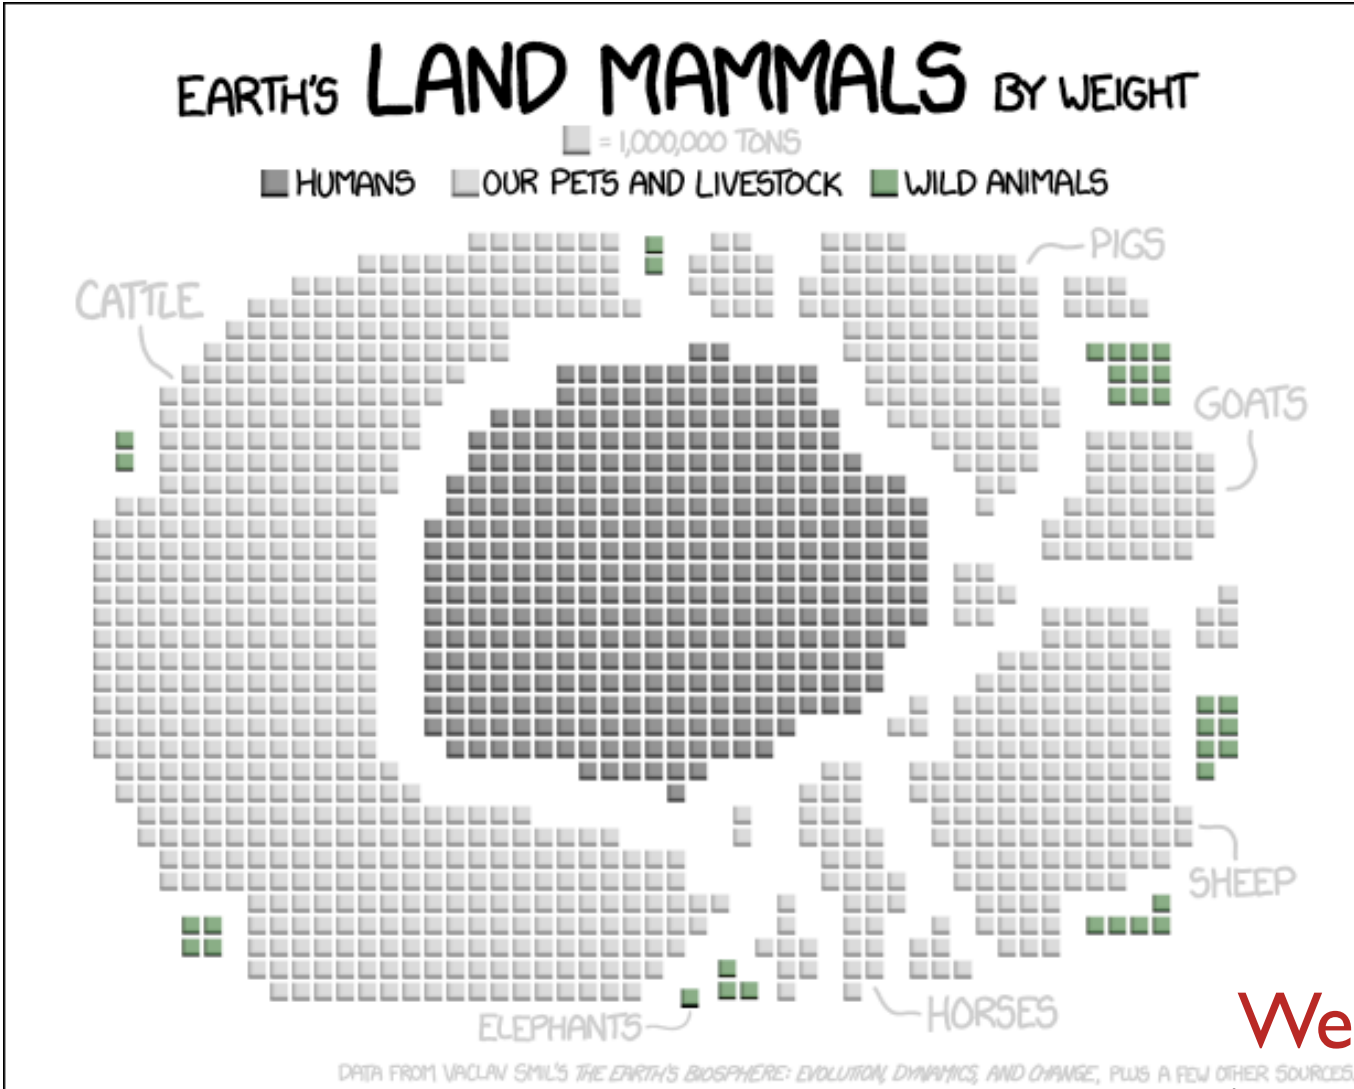 EARTH'S LAND MAMMALS BY WEIGHT
= 1,000,000 TONS
HUMANS OUR PETS AND LIVESTOCK WILD ANIMALS
PIGS
CATTLE
GOATS
SHEEP
HORSES
ELEPHANTS
We
DATA FROM VACLAV SMIL'S THE EARTH'S BIOSPHERE: EVOLUTION, DYNAMICS, AND CHANGE, PLUS A FEW OTHER SOURCES